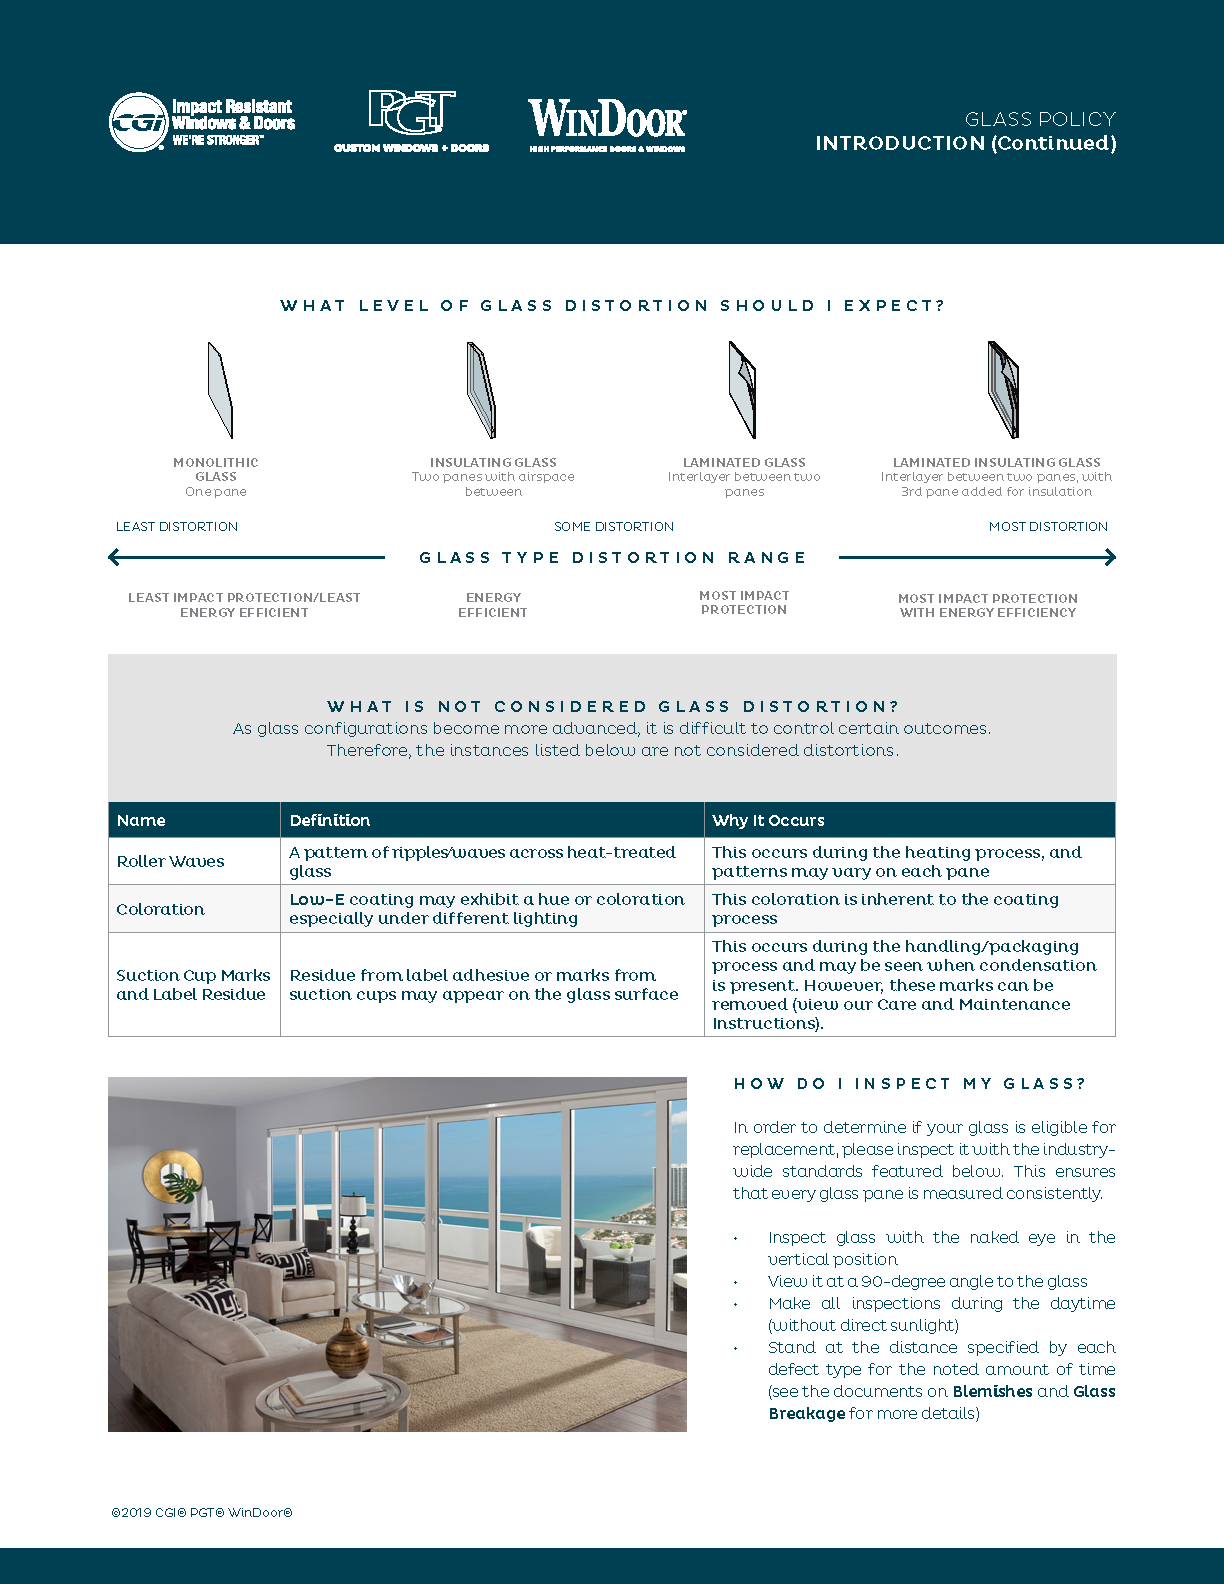 CGI
Impact Resistant
Windows & Doors
WE'RE STRONGER™
PGT
CUSTOM WINDOWS + DOORS
WINDOOR®
HIGH PERFORMANCE DOORS & WINDOWS
GLASS POLICY
INTRODUCTION (Continued)
WHAT LEVEL OF GLASS DISTORTION SHOULD I EXPECT?
MONOLITHIC
GLASS
One pane
INSULATING GLASS
Two panes with airspace
between
LAMINATED GLASS
Interlayer between two
panes
LAMINATED INSULATING GLASS
Interlayer between two panes, with
3rd pane added for insulation
LEAST DISTORTION
SOME DISTORTION
MOST DISTORTION
GLASS TYPE DISTORTION RANGE
LEAST IMPACT PROTECTION/LEAST
ENERGY EFFICIENT
ENERGY
EFFICIENT
MOST IMPACT
PROTECTION
MOST IMPACT PROTECTION
WITH ENERGY EFFICIENCY
WHAT IS NOT CONSIDERED GLASS DISTORTION?
As glass configurations become more advanced, it is difficult to control certain outcomes.
Therefore, the instances listed below are not considered distortions.
Name
Definition
Why It Occurs
Roller Waves
A pattern of ripples/waves across heat-treated
glass
This occurs during the heating process, and
patterns may vary on each pane
Coloration
Low-E coating may exhibit a hue or coloration
especially under different lighting
This coloration is inherent to the coating
process
Suction Cup Marks
and Label Residue
Residue from label adhesive or marks from
suction cups may appear on the glass surface
This occurs during the handling/packaging
process and may be seen when condensation
is present. However, these marks can be
removed (view our Care and Maintenance
Instructions).
HOW DO I INSPECT MY GLASS?
In order to determine if your glass is eligible for
replacement, please inspect it with the industry-
wide standards featured below. This ensures
that every glass pane is measured consistently.
• Inspect glass with the naked eye in the
vertical position
• View it at a 90-degree angle to the glass
• Make all inspections during the daytime
(without direct sunlight)
• Stand at the distance specified by each
defect type for the noted amount of time
(see the documents on Blemishes and Glass
Breakage for more details)
©2019 CGI® PGT® WinDoor®